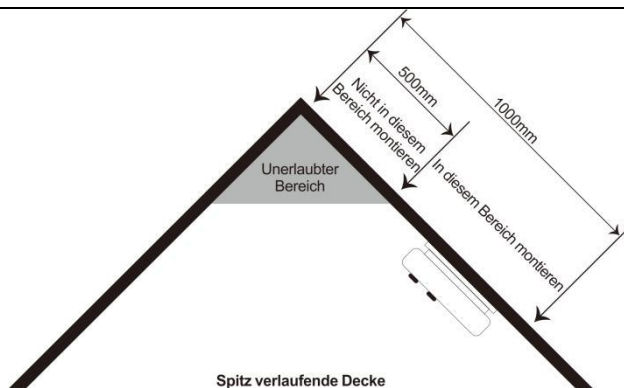 1000mm
500mm
Nicht in diesem
Bereich montieren
In diesem Bereich montieren
Unerlaubter
Bereich
Spitz verlaufende Decke